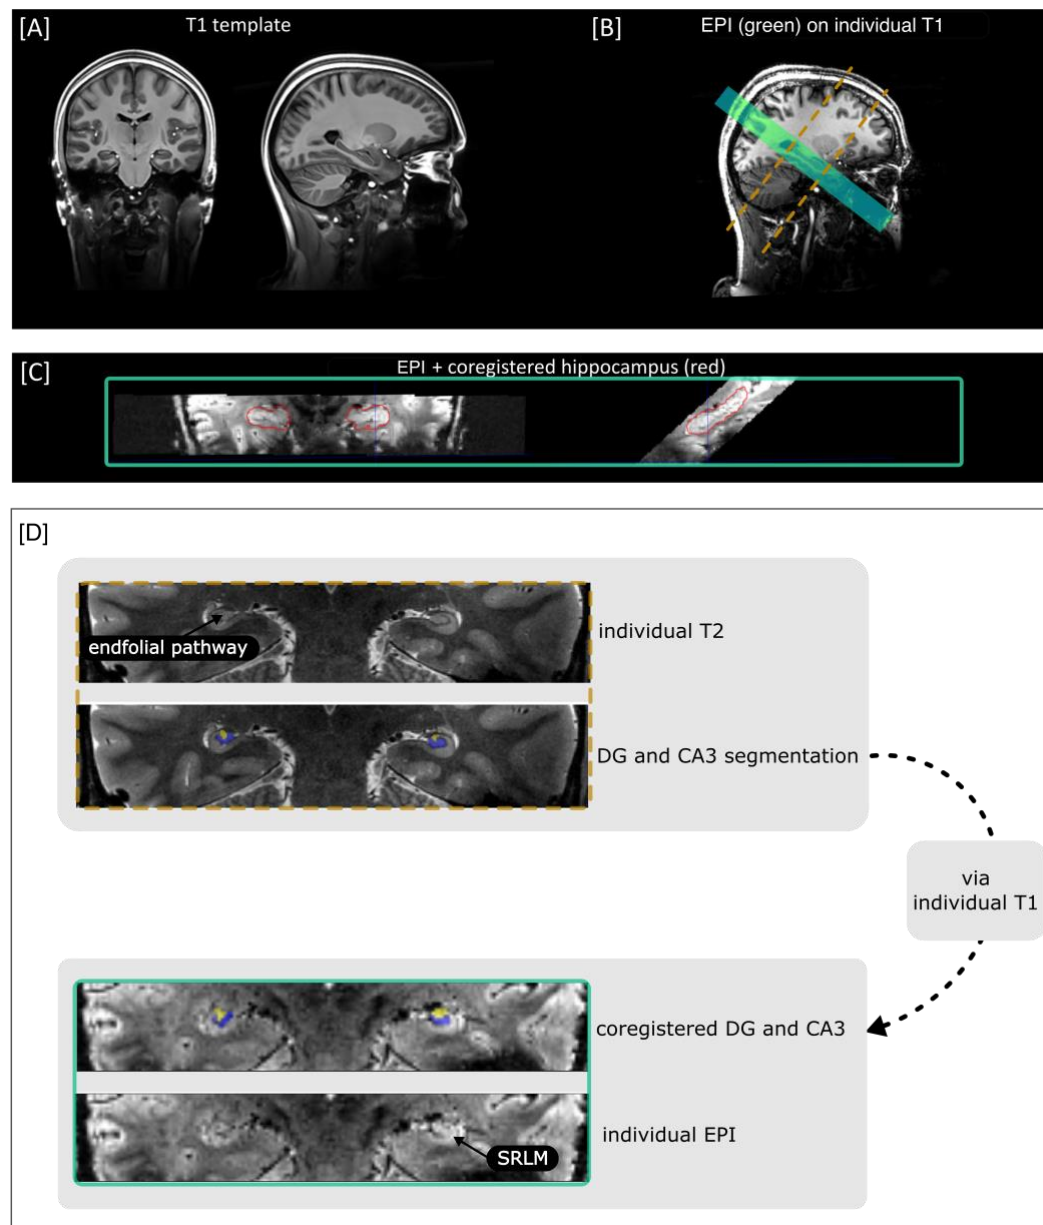 [A]
T1 template
[B]
EPI (green) on individual T1
[C]
EPI + coregistered hippocampus (red)
[D]
endfolial pathway
individual T2
DG and CA3 segmentation
via
individual T1
coregistered DG and CA3
individual EPI
SRLM